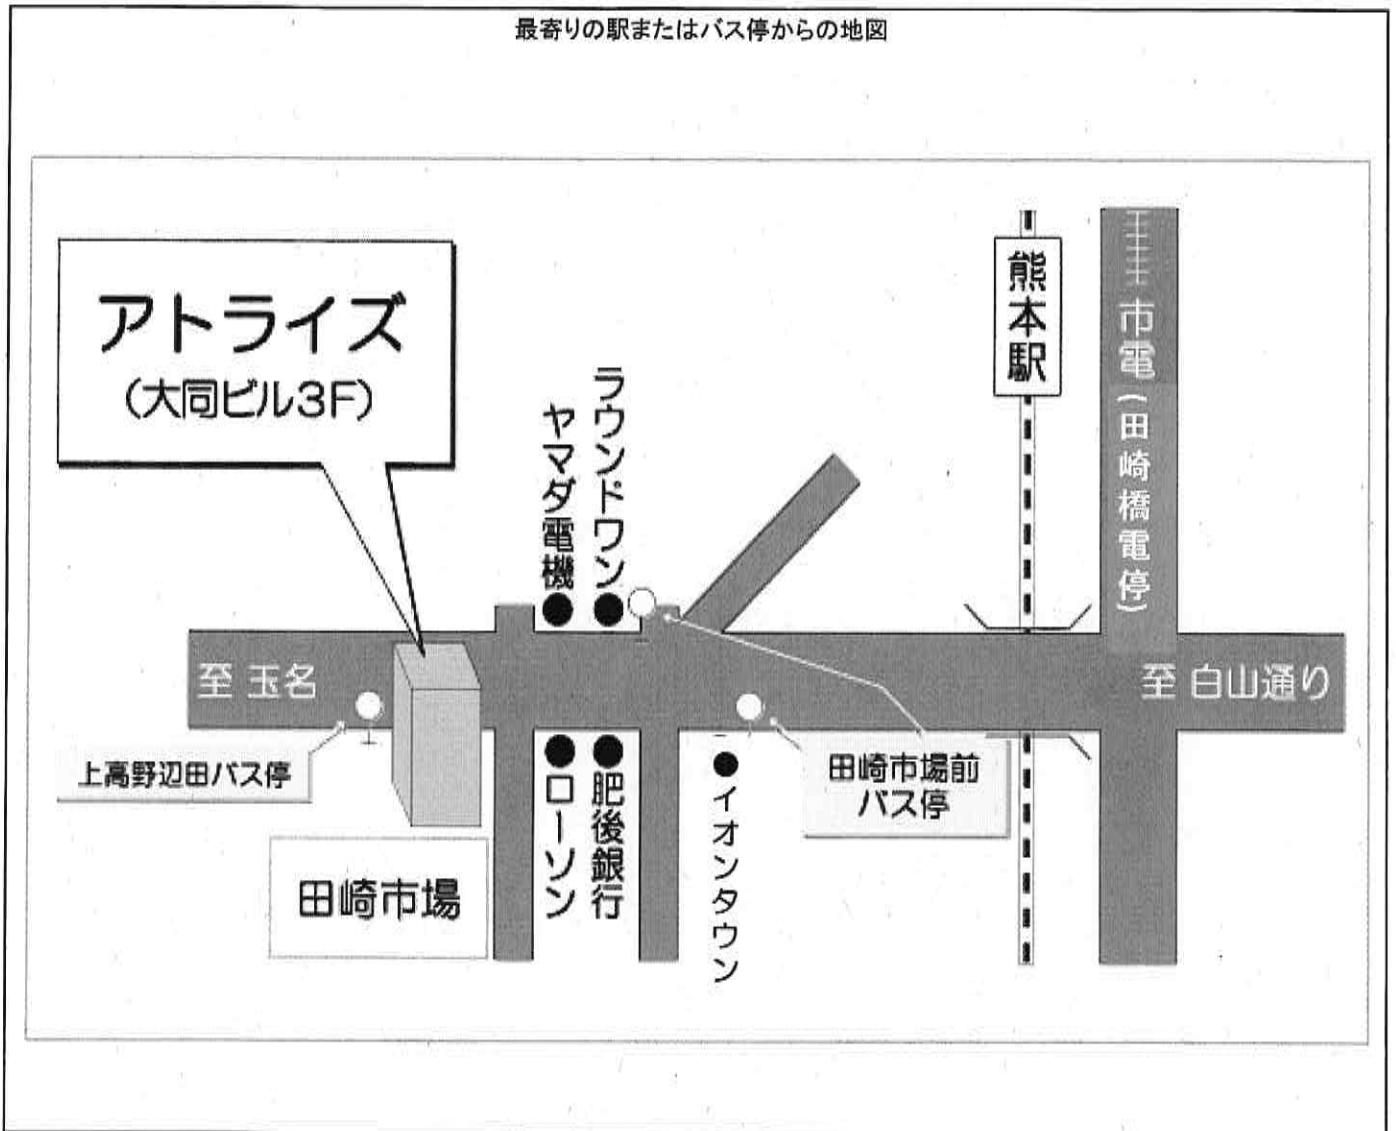 最寄りの駅またはバス停からの地図
アトライズ
(大同ビル3F)
ヤマダ電機
ラウンドワン
熊本駅
市電(田崎橋電停)
至 玉名
至 白山通り
上高野辺田バス停
田崎市場
ローソン
肥後銀行
イオンタウン
田崎市場前
バス停